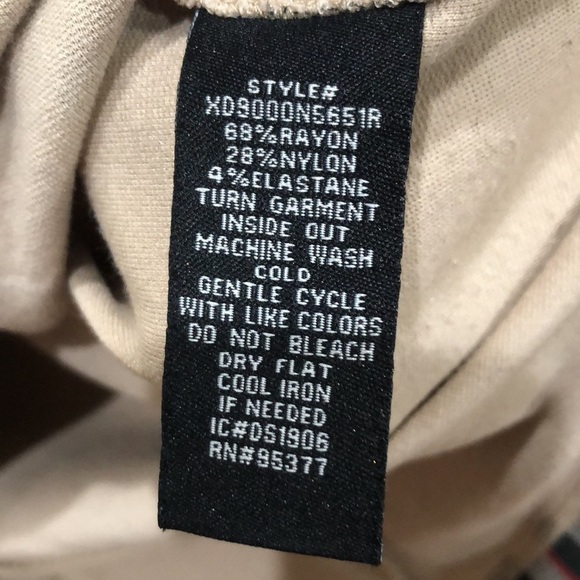 STYLE#
XD9000N5651R
68%RAYON
28%NYLON
4%ELASTANE
TURN GARMENT
INSIDE OUT
MACHINE WASH
COLD
GENTLE CYCLE
WITH LIKE COLORS
DO NOT BLEACH
DRY FLAT
COOL IRON
IF NEEDED
IC#DS1906
RN#95377